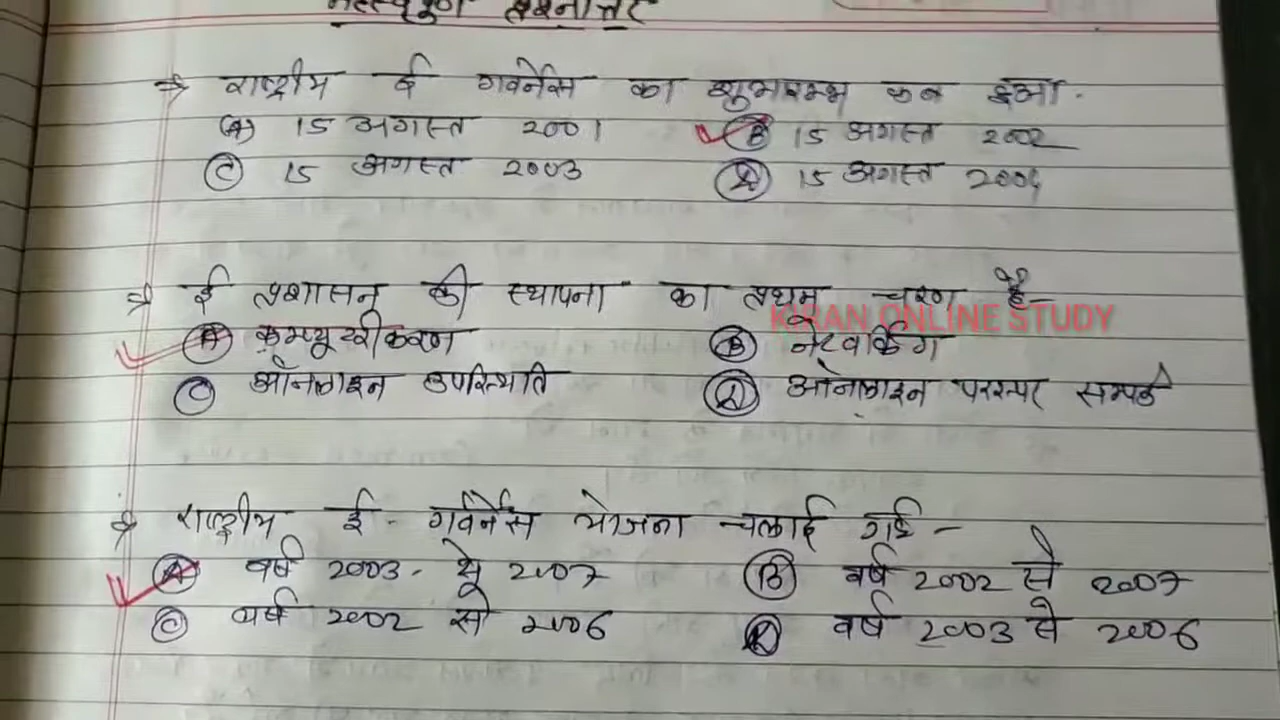 महत्वपूर्ण प्रश्नोत्तर
⇒ राष्ट्रीय ई गवर्नेस का शुभारम्भ कब हुआ -
(A) 15 अगस्त 2001 (B) 15 अगस्त 2002
(C) 15 अगस्त 2003 (D) 15 अगस्त 2004
⇒ ई प्रशासन की स्थापना का प्रथम चरण है-
KIRAN ONLINE STUDY
(A) कम्प्यूटरीकरण (B) नेटवर्किंग
(C) ऑनलाइन उपस्थिति (D) ऑनलाइन परस्पर सम्पर्क
⇒ राष्ट्रीय ई - गर्वर्नेस योजना चलाई गई -
(A) वर्ष 2003 - 2007 (B) वर्ष 2002 से 2007
(C) वर्ष 2002 से 2006 (D) वर्ष 2003 से 2006